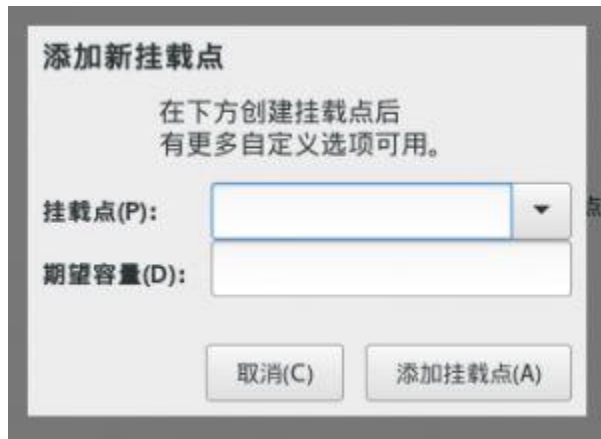 添加新挂载点
在下方创建挂载点后
有更多自定义选项可用。
挂载点(P):
点
期望容量(D):
取消(C)
添加挂载点(A)